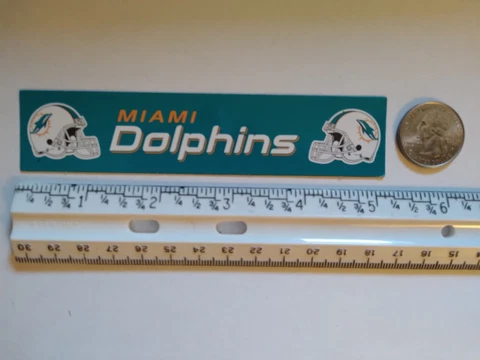 MIAMI
Dolphins
¼ ½ ¾ 1 ¼ ½ ¾ 2 ¼ ½ ¾ 3 ¼ ½ ¾ 4 ¼ ½ ¾ 5 ¼ ½ ¾ 6 ¼
30 29 28 27 26 25 24 23 22 21 20 19 18 17 16 15